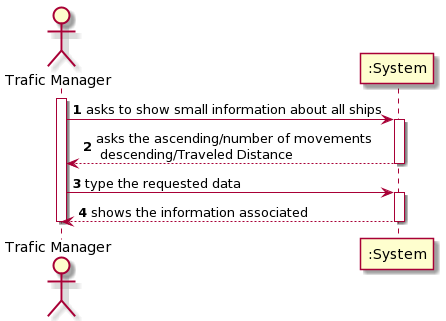 Trafic Manager
:System
1 asks to show small information about all ships
2 asks the ascending/number of movements
descending/Traveled Distance
3 type the requested data
4 shows the information associated
Trafic Manager
:System